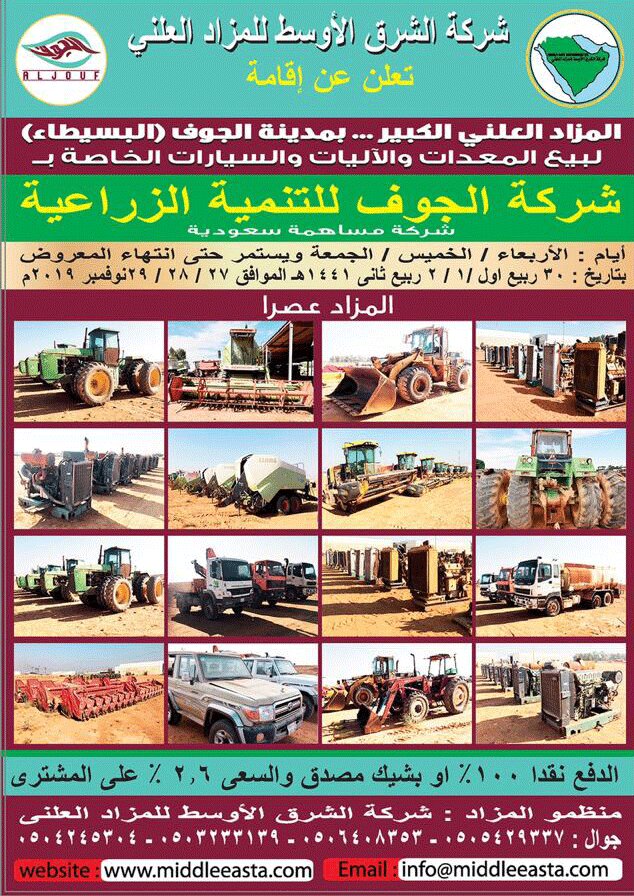 شركة الشرق الأوسط للمزاد العلني
تعلن عن إقامة
الجوف
ALJOUF
المزاد العلني الكبير ... بمدينة الجوف (البسيطاء)
لبيع المعدات والآليات والسيارات الخاصة بـ
شركة الجوف للتنمية الزراعية
شركة مساهمة سعودية
أيام : الأربعاء / الخميس / الجمعة ويستمر حتى انتهاء المعروض
بتاريخ : ٣٠ ربيع اول /١ / ٢ ربيع ثانى ١٤٤١هـ الموافق ٢٧ / ٢٨ / ٢٩نوفمبر ٢٠١٩م
المزاد عصرا
الدفع نقدا ١٠٠٪ او بشيك مصدق والسعى ٢,٦ ٪ على المشترى
منظمو المزاد : شركة الشرق الأوسط للمزاد العلنى
جوال : ٠٥٠٥٤٢٩٣٣٧ - ٠٥٠٦٤٠٨٣٥٣ - ٠٥٠٣٢٣٣١٣٩ - ٠٥٠٤٢٤٥٣٠٤
website : www.middleeasta.com Email : info@middleeasta.com